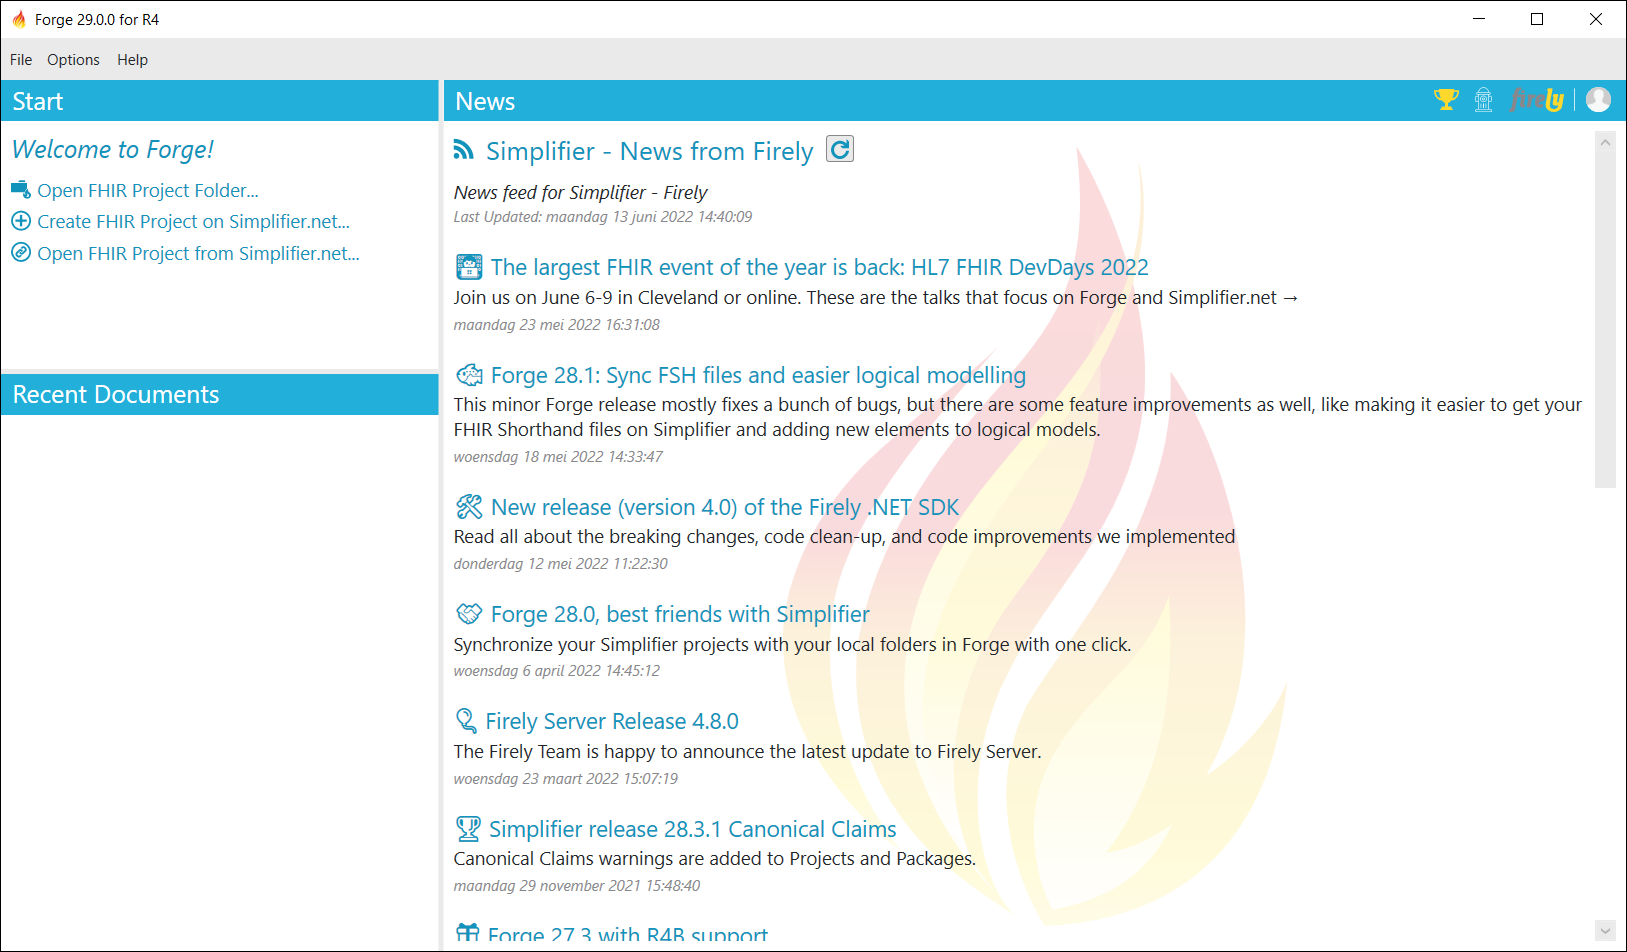 Forge 29.0.0 for R4
File Options Help
Start
Welcome to Forge!
Open FHIR Project Folder...
Create FHIR Project on Simplifier.net...
Open FHIR Project from Simplifier.net...
Recent Documents
News
firely
Simplifier - News from Firely
News feed for Simplifier - Firely
Last Updated: maandag 13 juni 2022 14:40:09
The largest FHIR event of the year is back: HL7 FHIR DevDays 2022
Join us on June 6-9 in Cleveland or online. These are the talks that focus on Forge and Simplifier.net →
maandag 23 mei 2022 16:31:08
Forge 28.1: Sync FSH files and easier logical modelling
This minor Forge release mostly fixes a bunch of bugs, but there are some feature improvements as well, like making it easier to get your
FHIR Shorthand files on Simplifier and adding new elements to logical models.
woensdag 18 mei 2022 14:33:47
New release (version 4.0) of the Firely .NET SDK
Read all about the breaking changes, code clean-up, and code improvements we implemented
donderdag 12 mei 2022 11:22:30
Forge 28.0, best friends with Simplifier
Synchronize your Simplifier projects with your local folders in Forge with one click.
woensdag 6 april 2022 14:45:12
Firely Server Release 4.8.0
The Firely Team is happy to announce the latest update to Firely Server.
woensdag 23 maart 2022 15:07:19
Simplifier release 28.3.1 Canonical Claims
Canonical Claims warnings are added to Projects and Packages.
maandag 29 november 2021 15:48:40
Forge 27.3 with R4B support